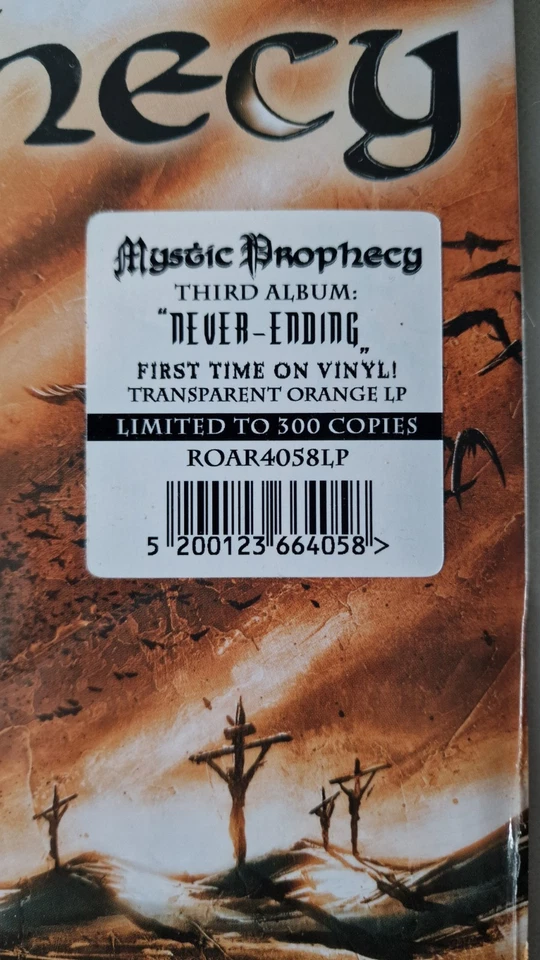 hecy
Mystic Prophecy
THIRD ALBUM:
"NEVER-ENDING"
FIRST TIME ON VINYL!
TRANSPARENT ORANGE LP
LIMITED TO 300 COPIES
ROAR4058LP
5 200123 664058 >